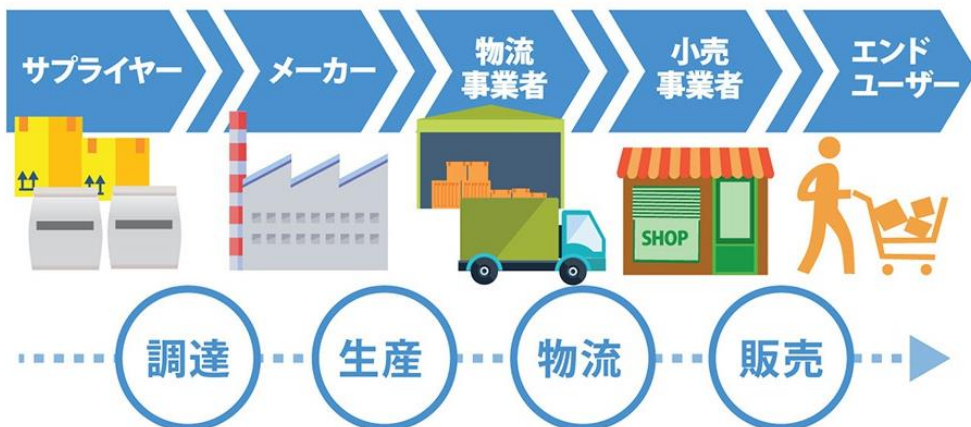 サプライヤー
メーカー
物流
事業者
小売
事業者
エンド
ユーザー
SHOP
調達
生産
物流
販売